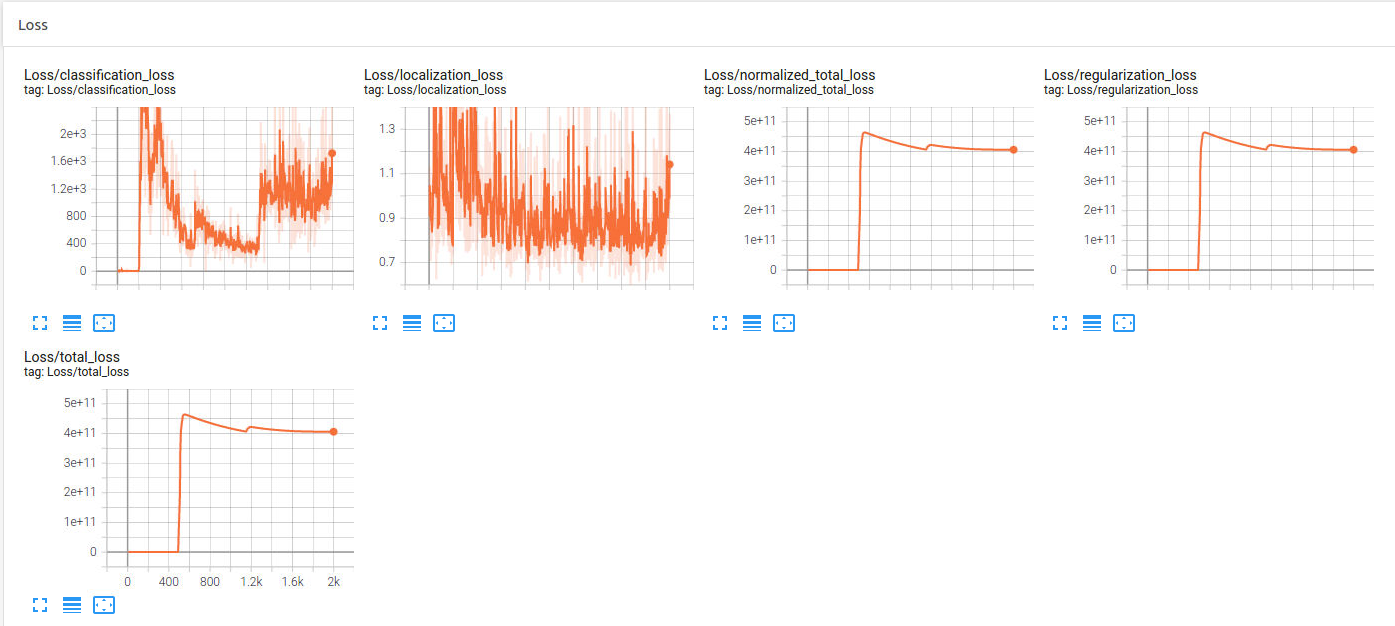 Loss
Loss/classification_loss
tag: Loss/classification_loss
2e+3
1.6e+3
1.2e+3
800
400
0
Loss/localization_loss
tag: Loss/localization_loss
1.3
1.1
0.9
0.7
Loss/normalized_total_loss
tag: Loss/normalized_total_loss
5e+11
4e+11
3e+11
2e+11
1e+11
0
Loss/regularization_loss
tag: Loss/regularization_loss
5e+11
4e+11
3e+11
2e+11
1e+11
0
Loss/total_loss
tag: Loss/total_loss
5e+11
4e+11
3e+11
2e+11
1e+11
0
0 400 800 1.2k 1.6k 2k